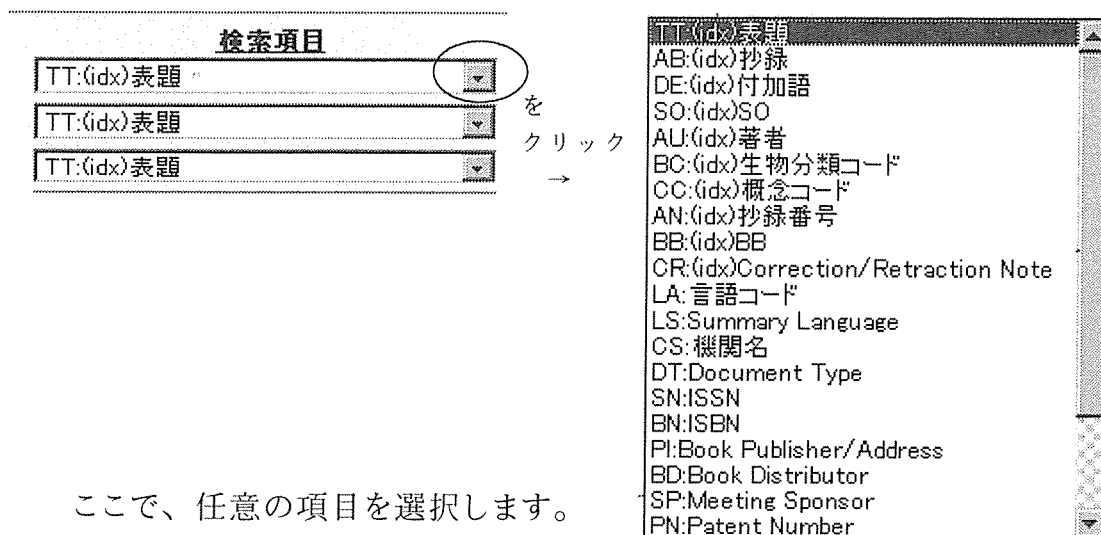 検索項目
TT:(idx)表題
TT:(idx)表題
TT:(idx)表題
を
クリック
→
TT:(idx)表題
AB:(idx)抄録
DE:(idx)付加語
SO:(idx)SO
AU:(idx)著者
BC:(idx)生物分類コード
CC:(idx)概念コード
AN:(idx)抄録番号
BB:(idx)BB
CR:(idx)Correction/Retraction Note
LA:言語コード
LS:Summary Language
CS:機関名
DT:Document Type
SN:ISSN
BN:ISBN
PI:Book Publisher/Address
BD:Book Distributor
SP:Meeting Sponsor
PN:Patent Number
ここで、任意の項目を選択します。